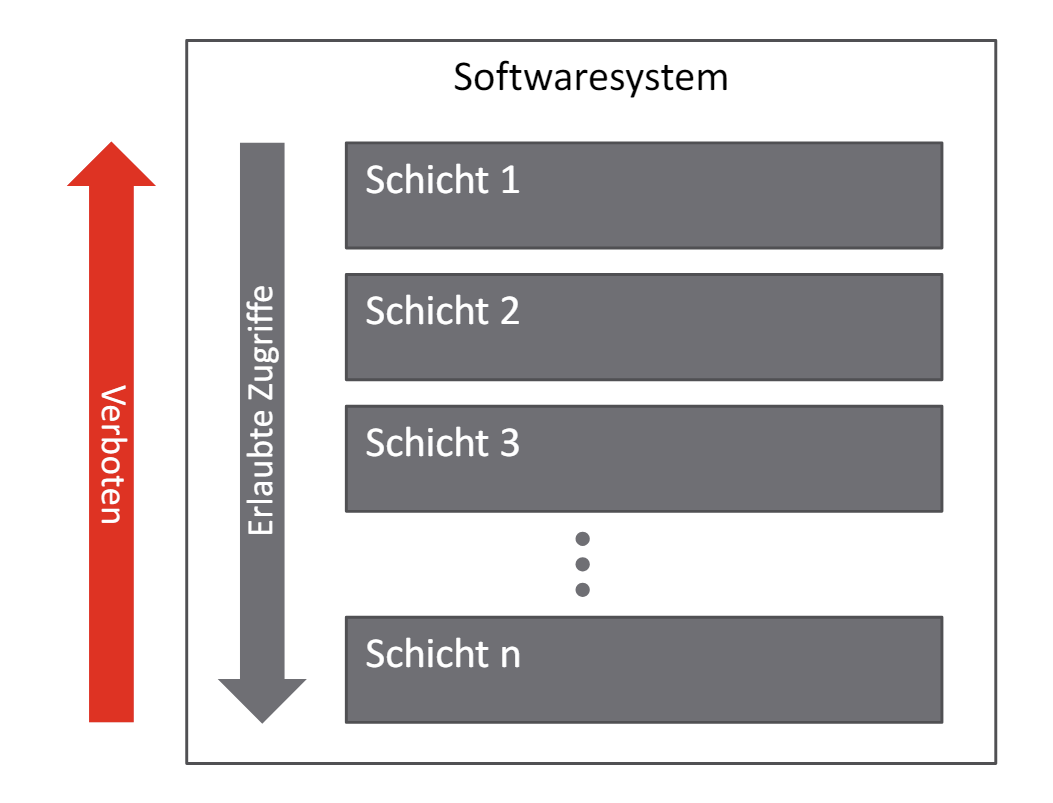 Softwaresystem
Verboten
Erlaubte Zugriffe
Schicht 1
Schicht 2
Schicht 3
Schicht n